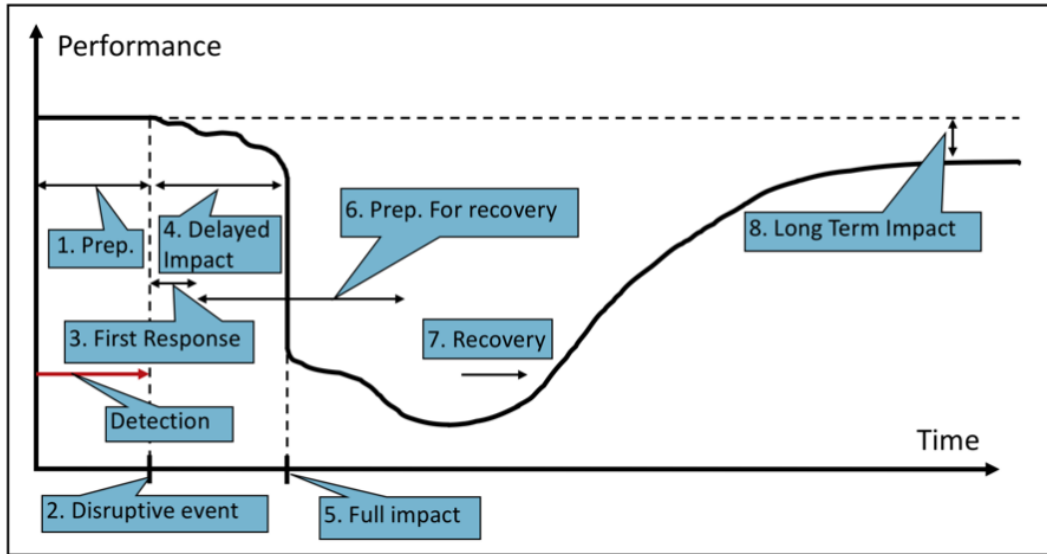 Performance
1. Prep.
4. Delayed
Impact
6. Prep. For recovery
8. Long Term Impact
3. First Response
7. Recovery
Detection
Time
2. Disruptive event
5. Full impact